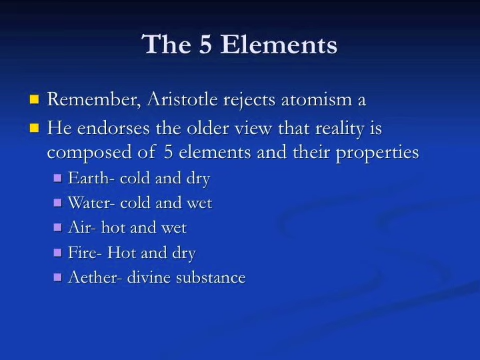 The 5 Elements
Remember, Aristotle rejects atomism a
He endorses the older view that reality is
composed of 5 elements and their properties
Earth- cold and dry
Water- cold and wet
Air- hot and wet
Fire- Hot and dry
Aether- divine substance